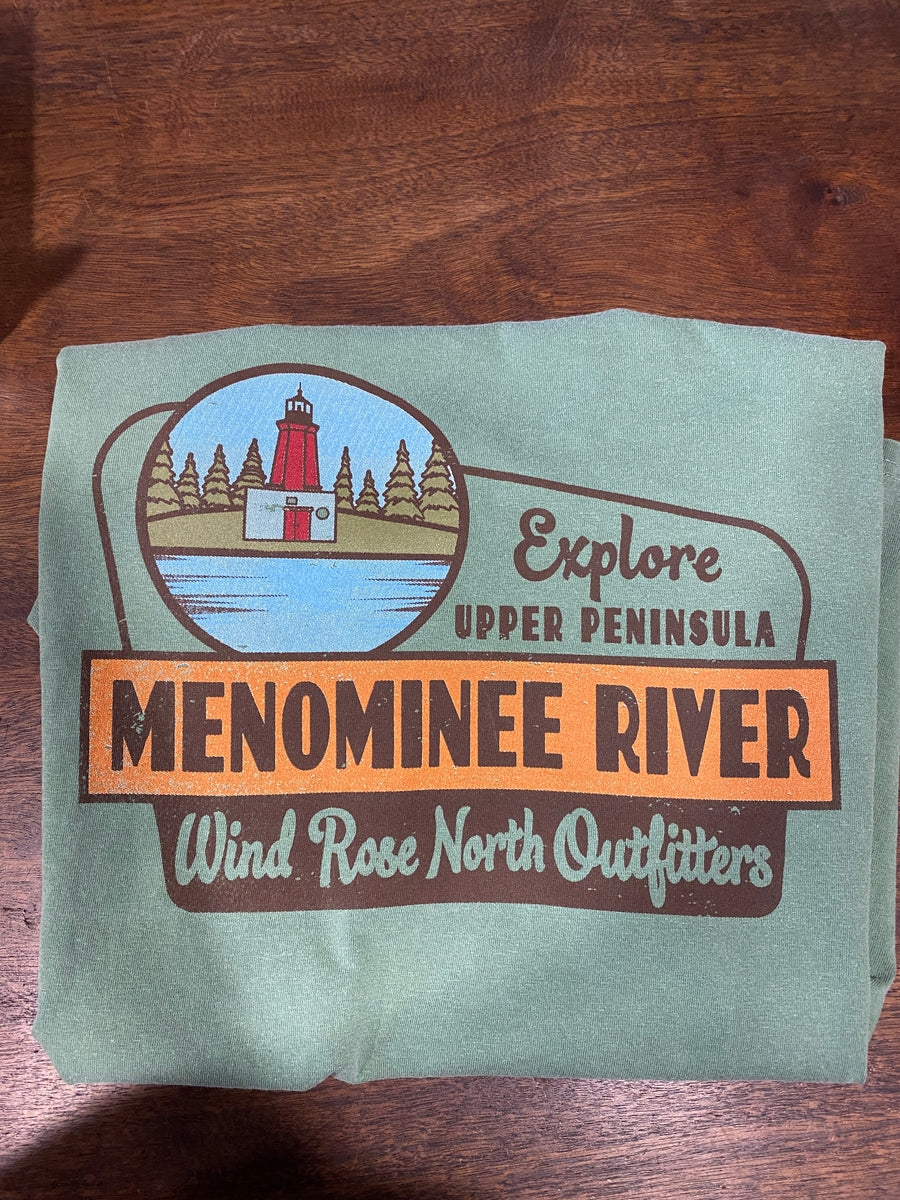 Explore
UPPER PENINSULA
MENOMINEE RIVER
Wind Rose North Outfitters